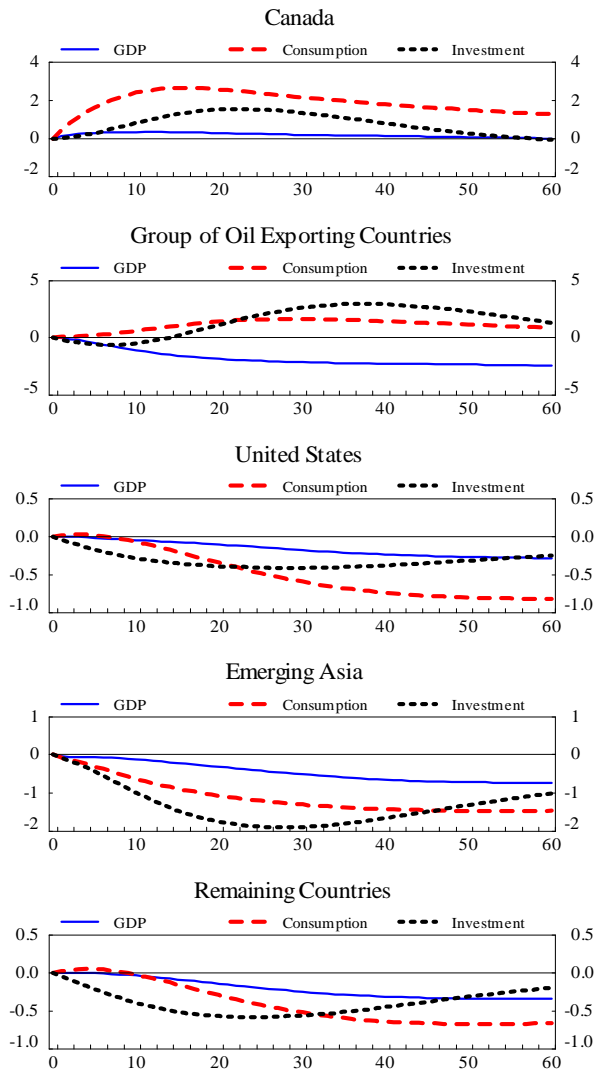 Canada
GDP Consumption Investment
4 4
2 2
0 0
-2 -2
0 10 20 30 40 50 60
Group of Oil Exporting Countries
GDP Consumption Investment
5 5
0 0
-5 -5
0 10 20 30 40 50 60
United States
GDP Consumption Investment
0.5 0.5
0.0 0.0
-0.5 -0.5
-1.0 -1.0
0 10 20 30 40 50 60
Emerging Asia
GDP Consumption Investment
1 1
0 0
-1 -1
-2 -2
0 10 20 30 40 50 60
Remaining Countries
GDP Consumption Investment
0.5 0.5
0.0 0.0
-0.5 -0.5
-1.0 -1.0
0 10 20 30 40 50 60